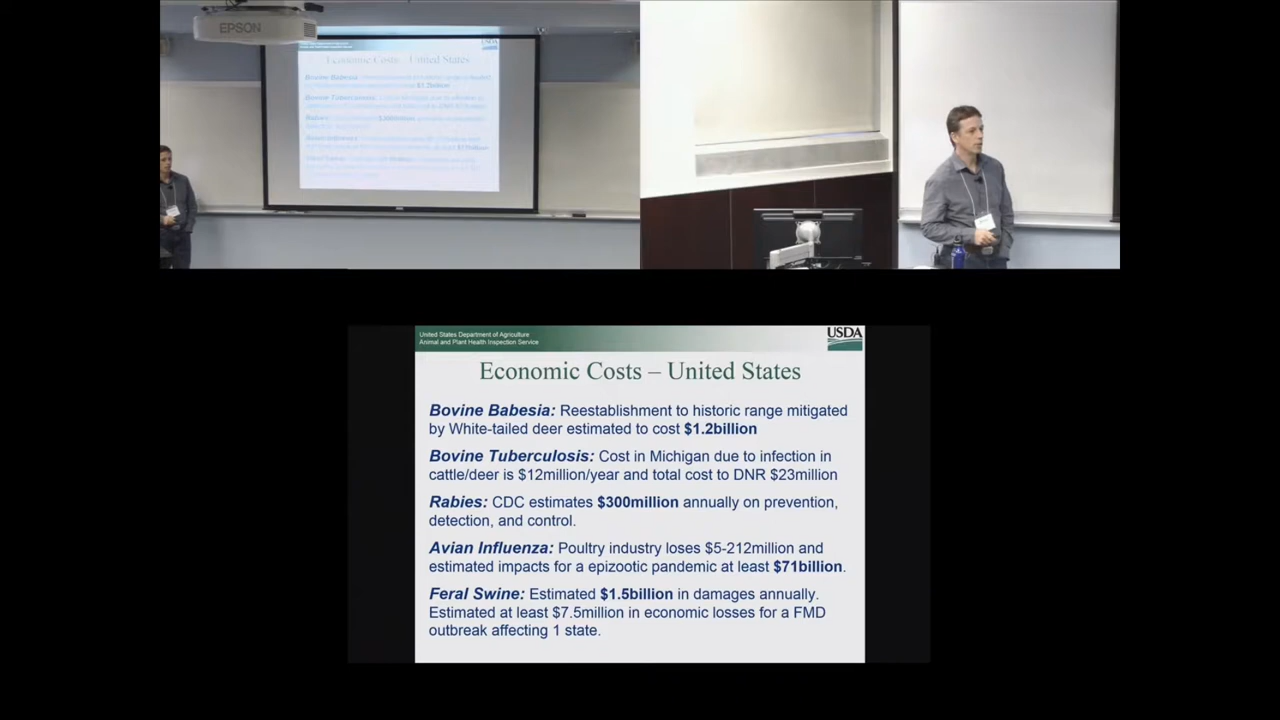 EPSON
Economic Costs – United States
United States Department of Agriculture
Animal and Plant Health Inspection Service
USDA
Economic Costs – United States
Bovine Babesia: Reestablishment to historic range mitigated
by White-tailed deer estimated to cost $1.2billion
Bovine Tuberculosis: Cost in Michigan due to infection in
cattle/deer is $12million/year and total cost to DNR $23million
Rabies: CDC estimates $300million annually on prevention,
detection, and control.
Avian Influenza: Poultry industry loses $5-212million and
estimated impacts for a epizootic pandemic at least $71billion.
Feral Swine: Estimated $1.5billion in damages annually.
Estimated at least $7.5million in economic losses for a FMD
outbreak affecting 1 state.